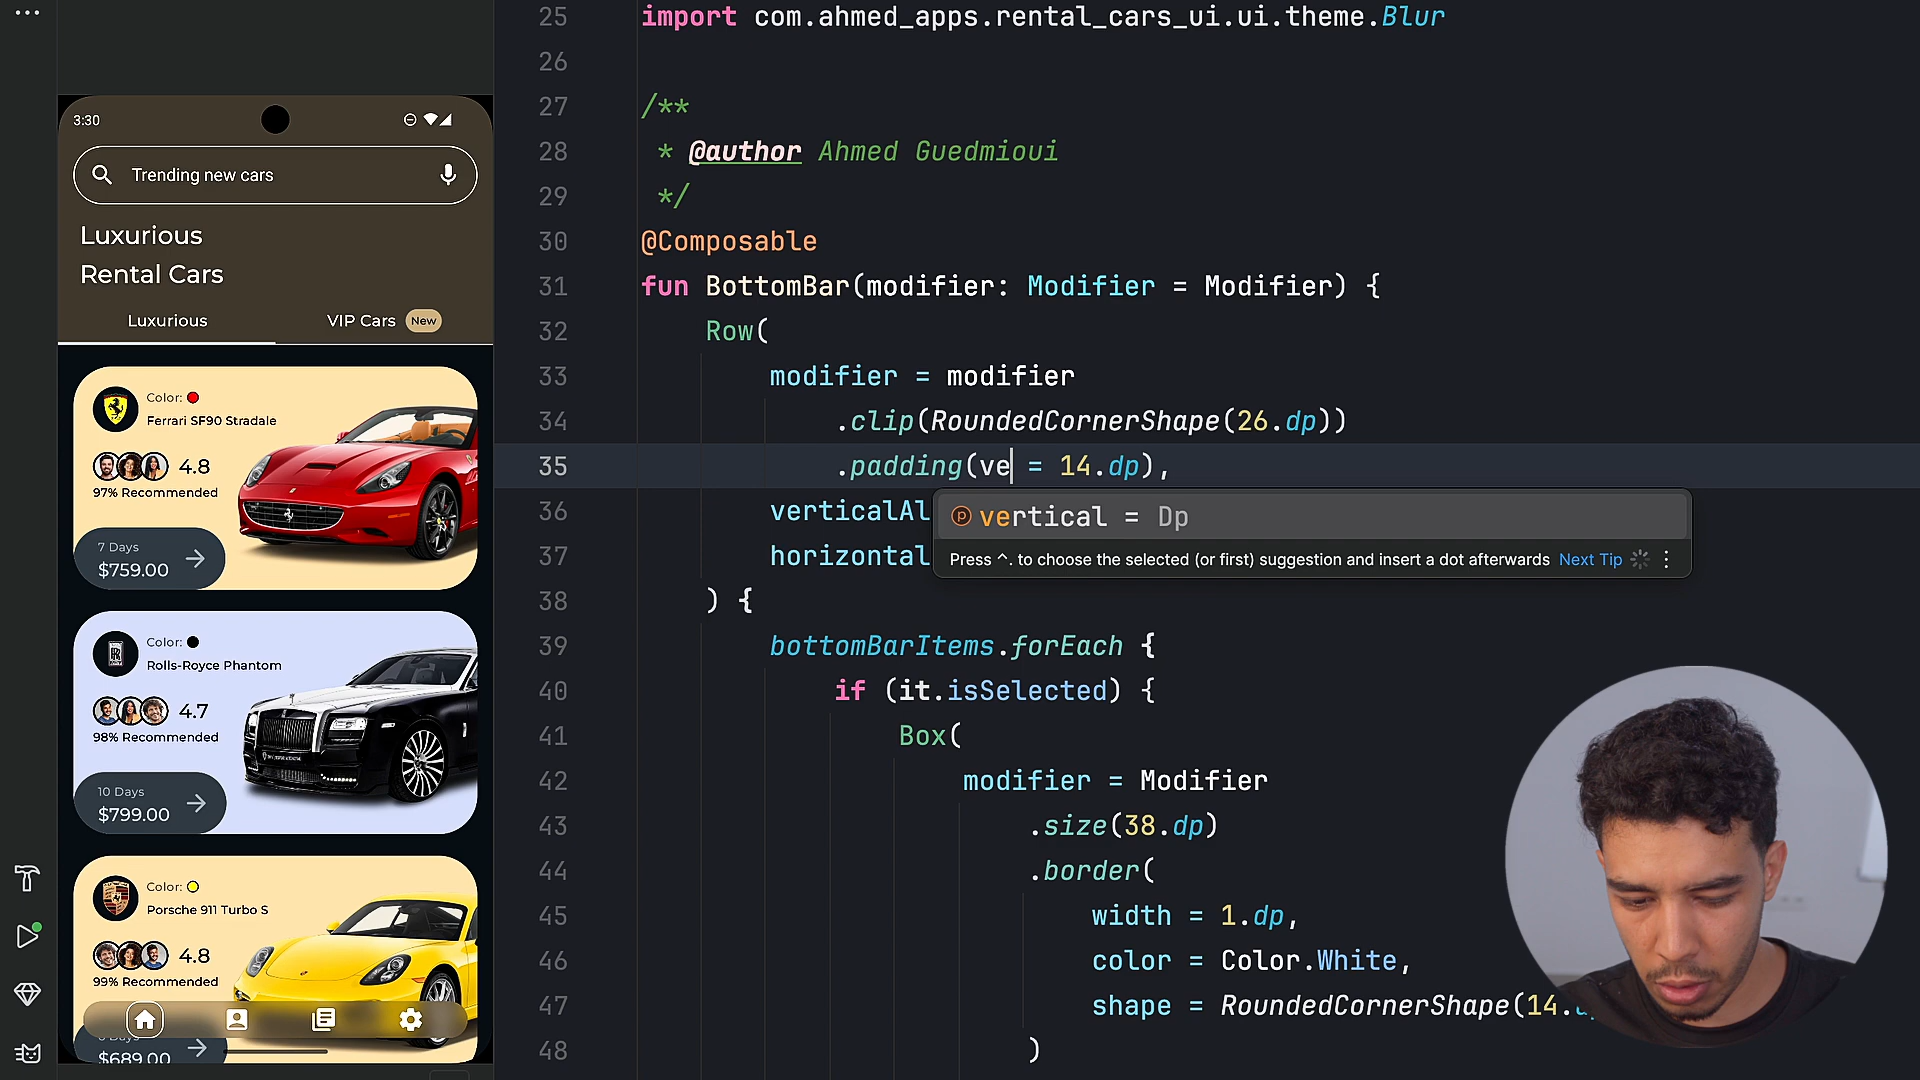 3:30
Trending new cars
Luxurious
Rental Cars
Luxurious
VIP Cars New
Color:
Ferrari SF90 Stradale
4.8
97% Recommended
7 Days
$759.00
Color:
Rolls-Royce Phantom
4.7
98% Recommended
10 Days
$799.00
Color:
Porsche 911 Turbo S
4.8
99% Recommended
$689.00
25 import com.ahmed_apps.rental_cars_ui.ui.theme.Blur
26
27 /**
28 * @author Ahmed Guedmioui
29 */
30 @Composable
31 fun BottomBar(modifier: Modifier = Modifier) {
32 Row(
33 modifier = modifier
34 .clip(RoundedCornerShape(26.dp))
35 .padding(ve = 14.dp),
36 verticalAl
vertical = Dp
37 horizontal
Press ^. to choose the selected (or first) suggestion and insert a dot afterwards Next Tip
38 ) {
39 bottomBarItems.forEach {
40 if (it.isSelected) {
41 Box(
42 modifier = Modifier
43 .size(38.dp)
44 .border(
45 width = 1.dp,
46 color = Color.White,
47 shape = RoundedCornerShape(14.
48 )